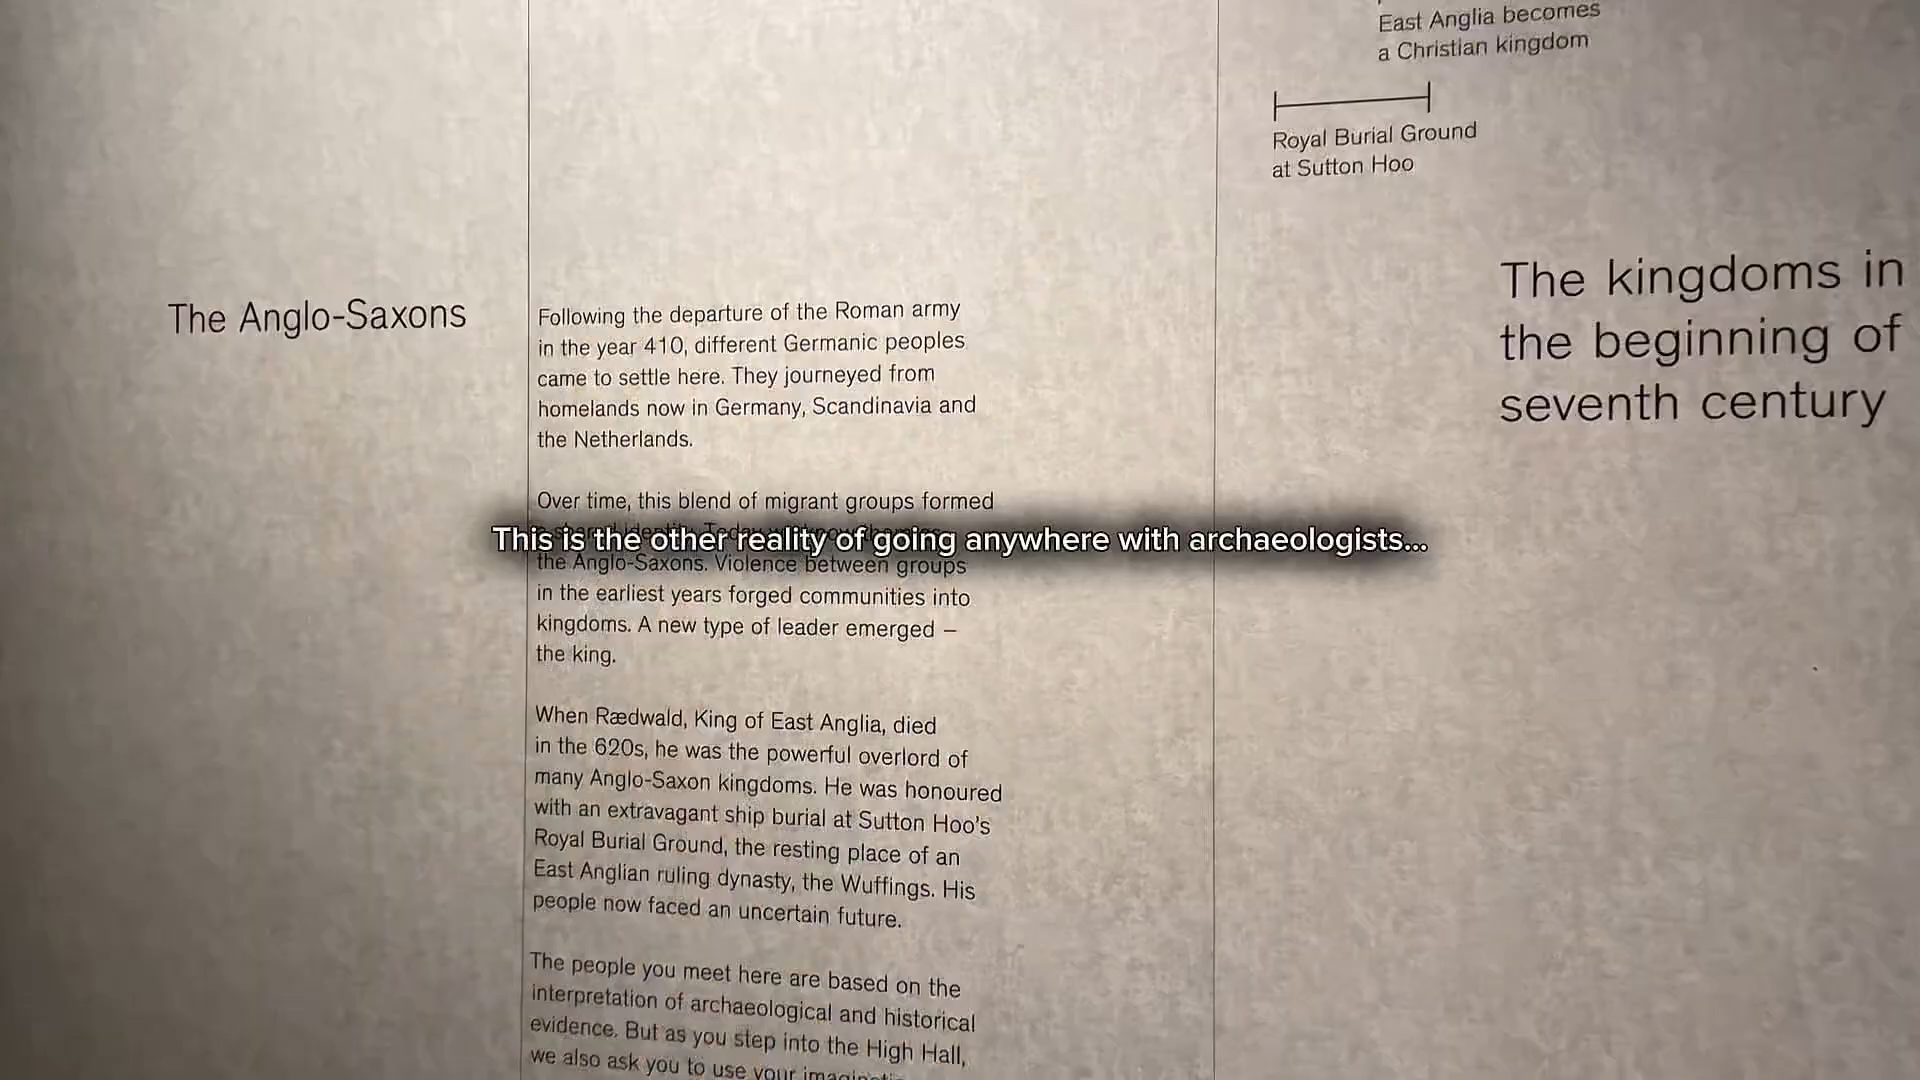 East Anglia becomes
a Christian kingdom
Royal Burial Ground
at Sutton Hoo
The kingdoms in
the beginning of
seventh century
The Anglo-Saxons
Following the departure of the Roman army
in the year 410, different Germanic peoples
came to settle here. They journeyed from
homelands now in Germany, Scandinavia and
the Netherlands.
Over time, this blend of migrant groups formed
a shared identity. Today we know them as
This is the other reality of going anywhere with archaeologists...
the Anglo-Saxons. Violence between groups
in the earliest years forged communities into
kingdoms. A new type of leader emerged –
the king.
When Rædwald, King of East Anglia, died
in the 620s, he was the powerful overlord of
many Anglo-Saxon kingdoms. He was honoured
with an extravagant ship burial at Sutton Hoo's
Royal Burial Ground, the resting place of an
East Anglian ruling dynasty, the Wuffings. His
people now faced an uncertain future.
The people you meet here are based on the
interpretation of archaeological and historical
evidence. But as you step into the High Hall,
we also ask you to use your